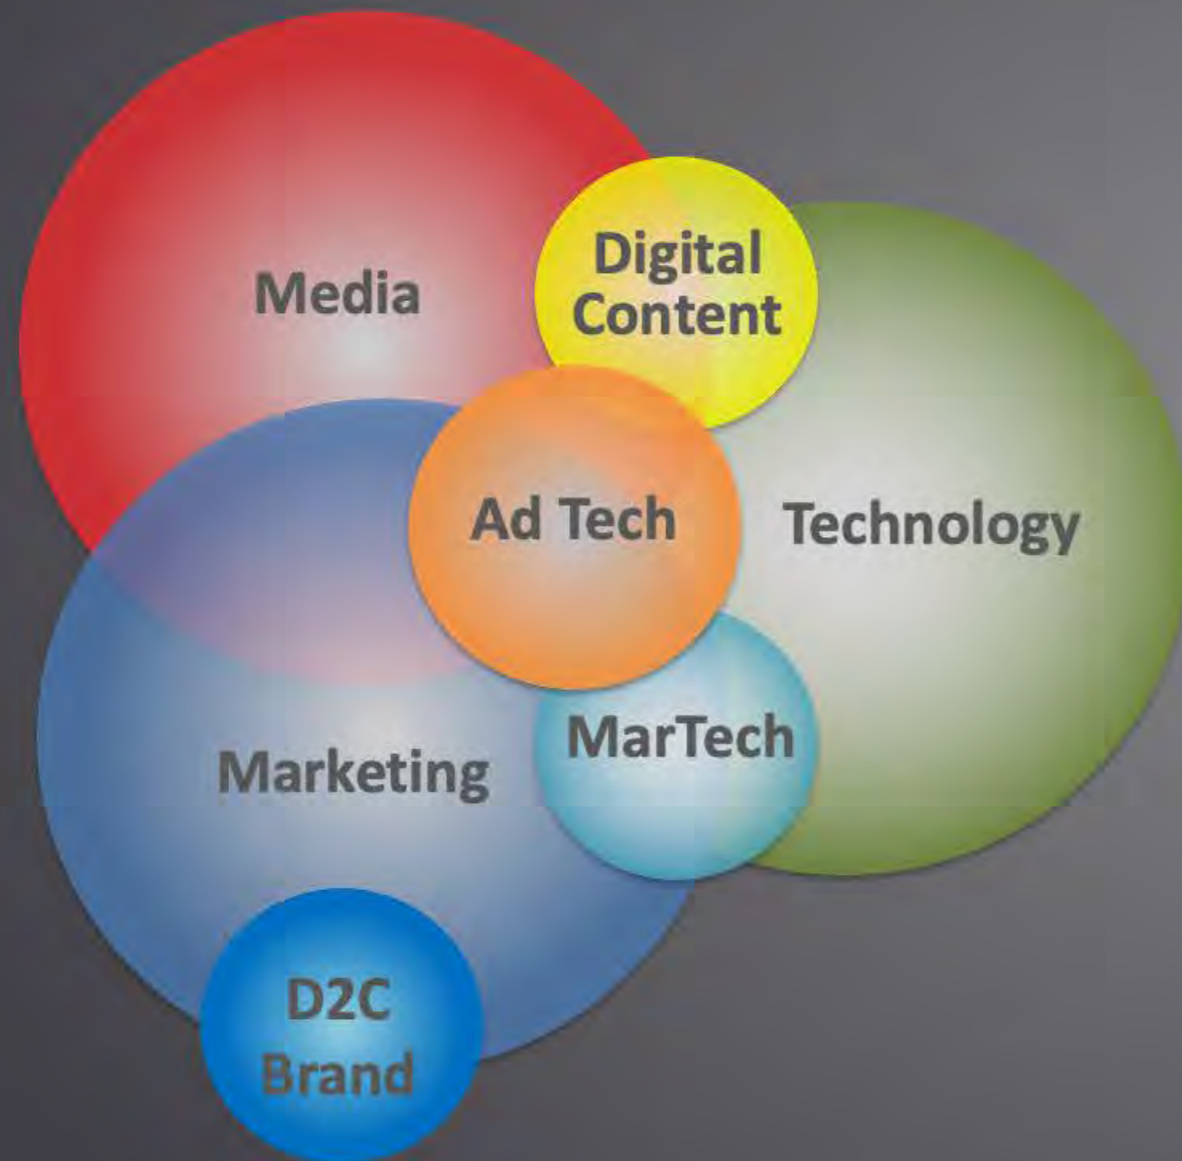 Media
Digital
Content
Ad Tech
Technology
MarTech
Marketing
D2C
Brand